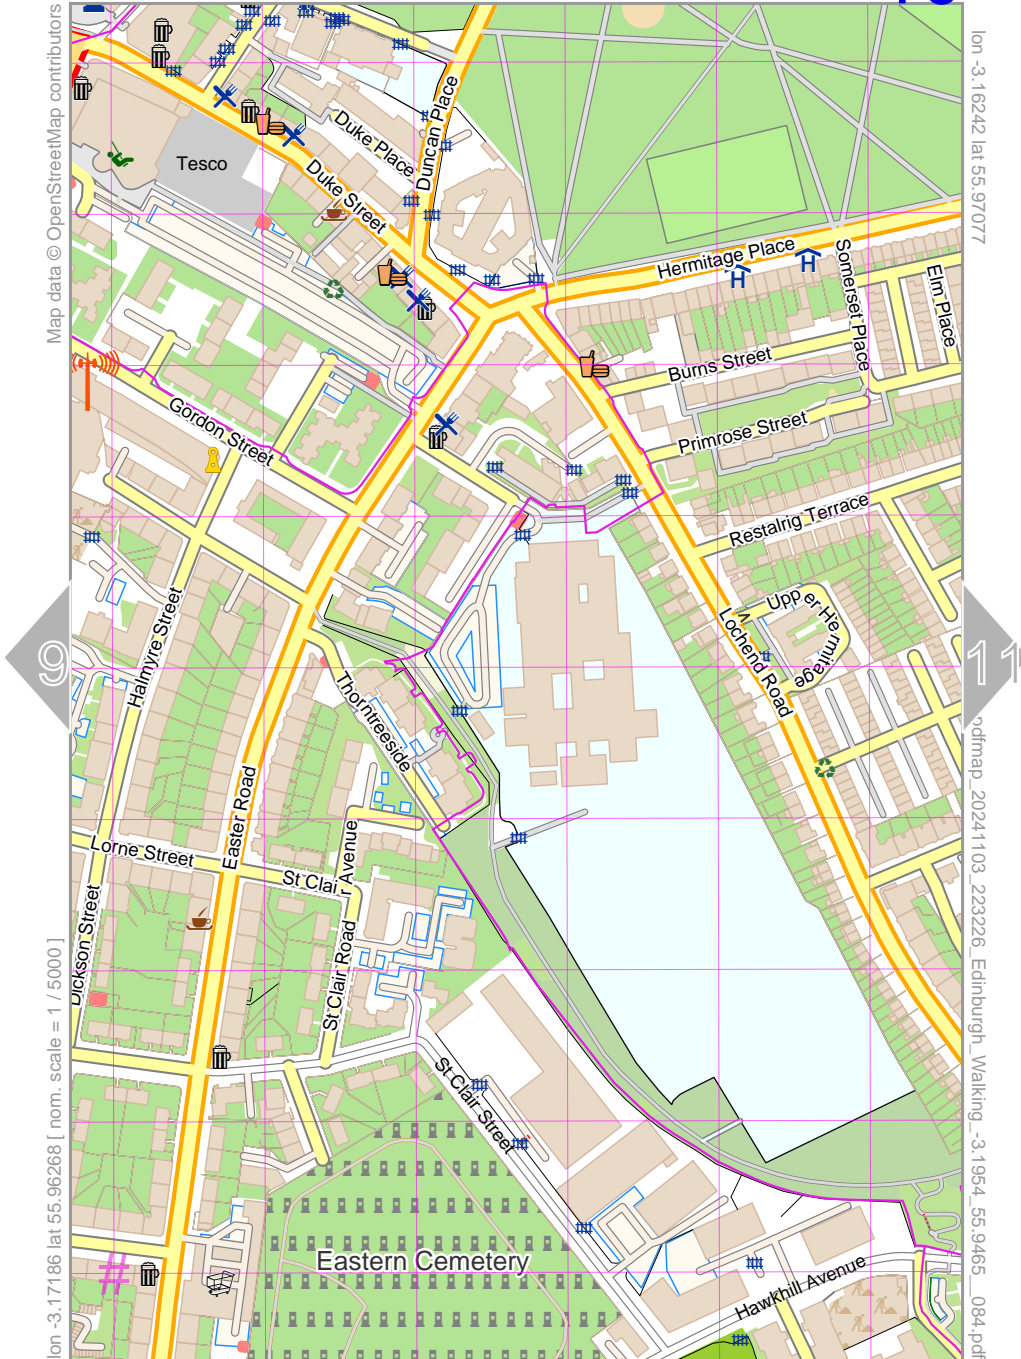 Map data © OpenStreetMap contributors
lon -3.16242 lat 55.97077
Duncan Place
Duke Place
Tesco
Duke Street
Hermitage Place
Somerset Place
Elm Place
Burns Street
Gordon Street
Primrose Street
Restalrig Terrace
Halmyre Street
Upper Hermitage
Lochend Road
9
11
Thorntreeside
Easter Road
Lorne Street
St Clair Avenue
Dickson Street
St Clair Road
St Clair Street
Eastern Cemetery
Hawkhill Avenue
lon -3.17186 lat 55.96268 [ nom. scale = 1 / 5000 ]
pdfmap_20241103_223226_Edinburgh_Walking_-3.1954_55.9465__084.pdf